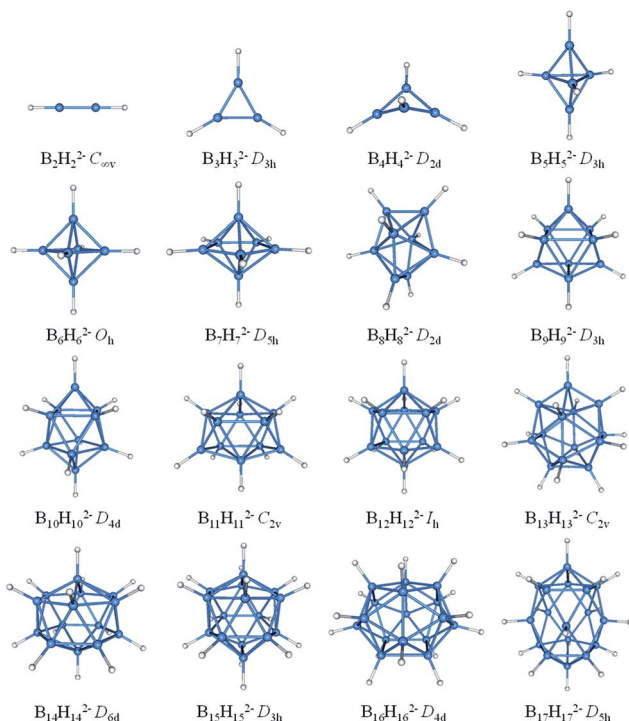 B₂H₂²⁻ C∞v
B₃H₃²⁻ D₃h
B₄H₄²⁻ D₂d
B₅H₅²⁻ D₃h
B₆H₆²⁻ Oh
B₇H₇²⁻ D₅h
B₈H₈²⁻ D₂d
B₉H₉²⁻ D₃h
B₁₀H₁₀²⁻ D₄d
B₁₁H₁₁²⁻ C₂v
B₁₂H₁₂²⁻ Ih
B₁₃H₁₃²⁻ C₂v
B₁₄H₁₄²⁻ D₆d
B₁₅H₁₅²⁻ D₃h
B₁₆H₁₆²⁻ D₄d
B₁₇H₁₇²⁻ D₅h